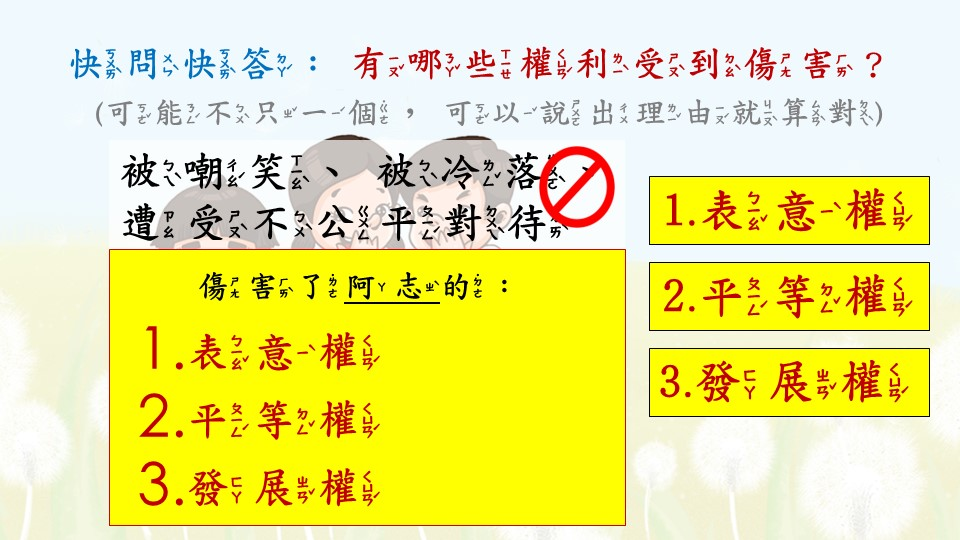 快問快答： 有哪些權利受到傷害？
(可能不只一個， 可以說出理由就算對)
被嘲笑、 被冷落、
遭受不公平對待
傷害了阿志的：
1.表意權
2.平等權
3.發展權
1.表意權
2.平等權
3.發展權